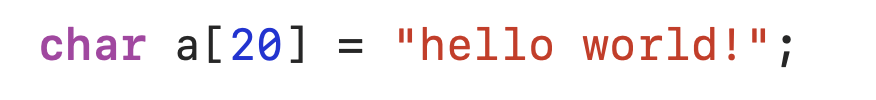 char a[20] = "hello world!";